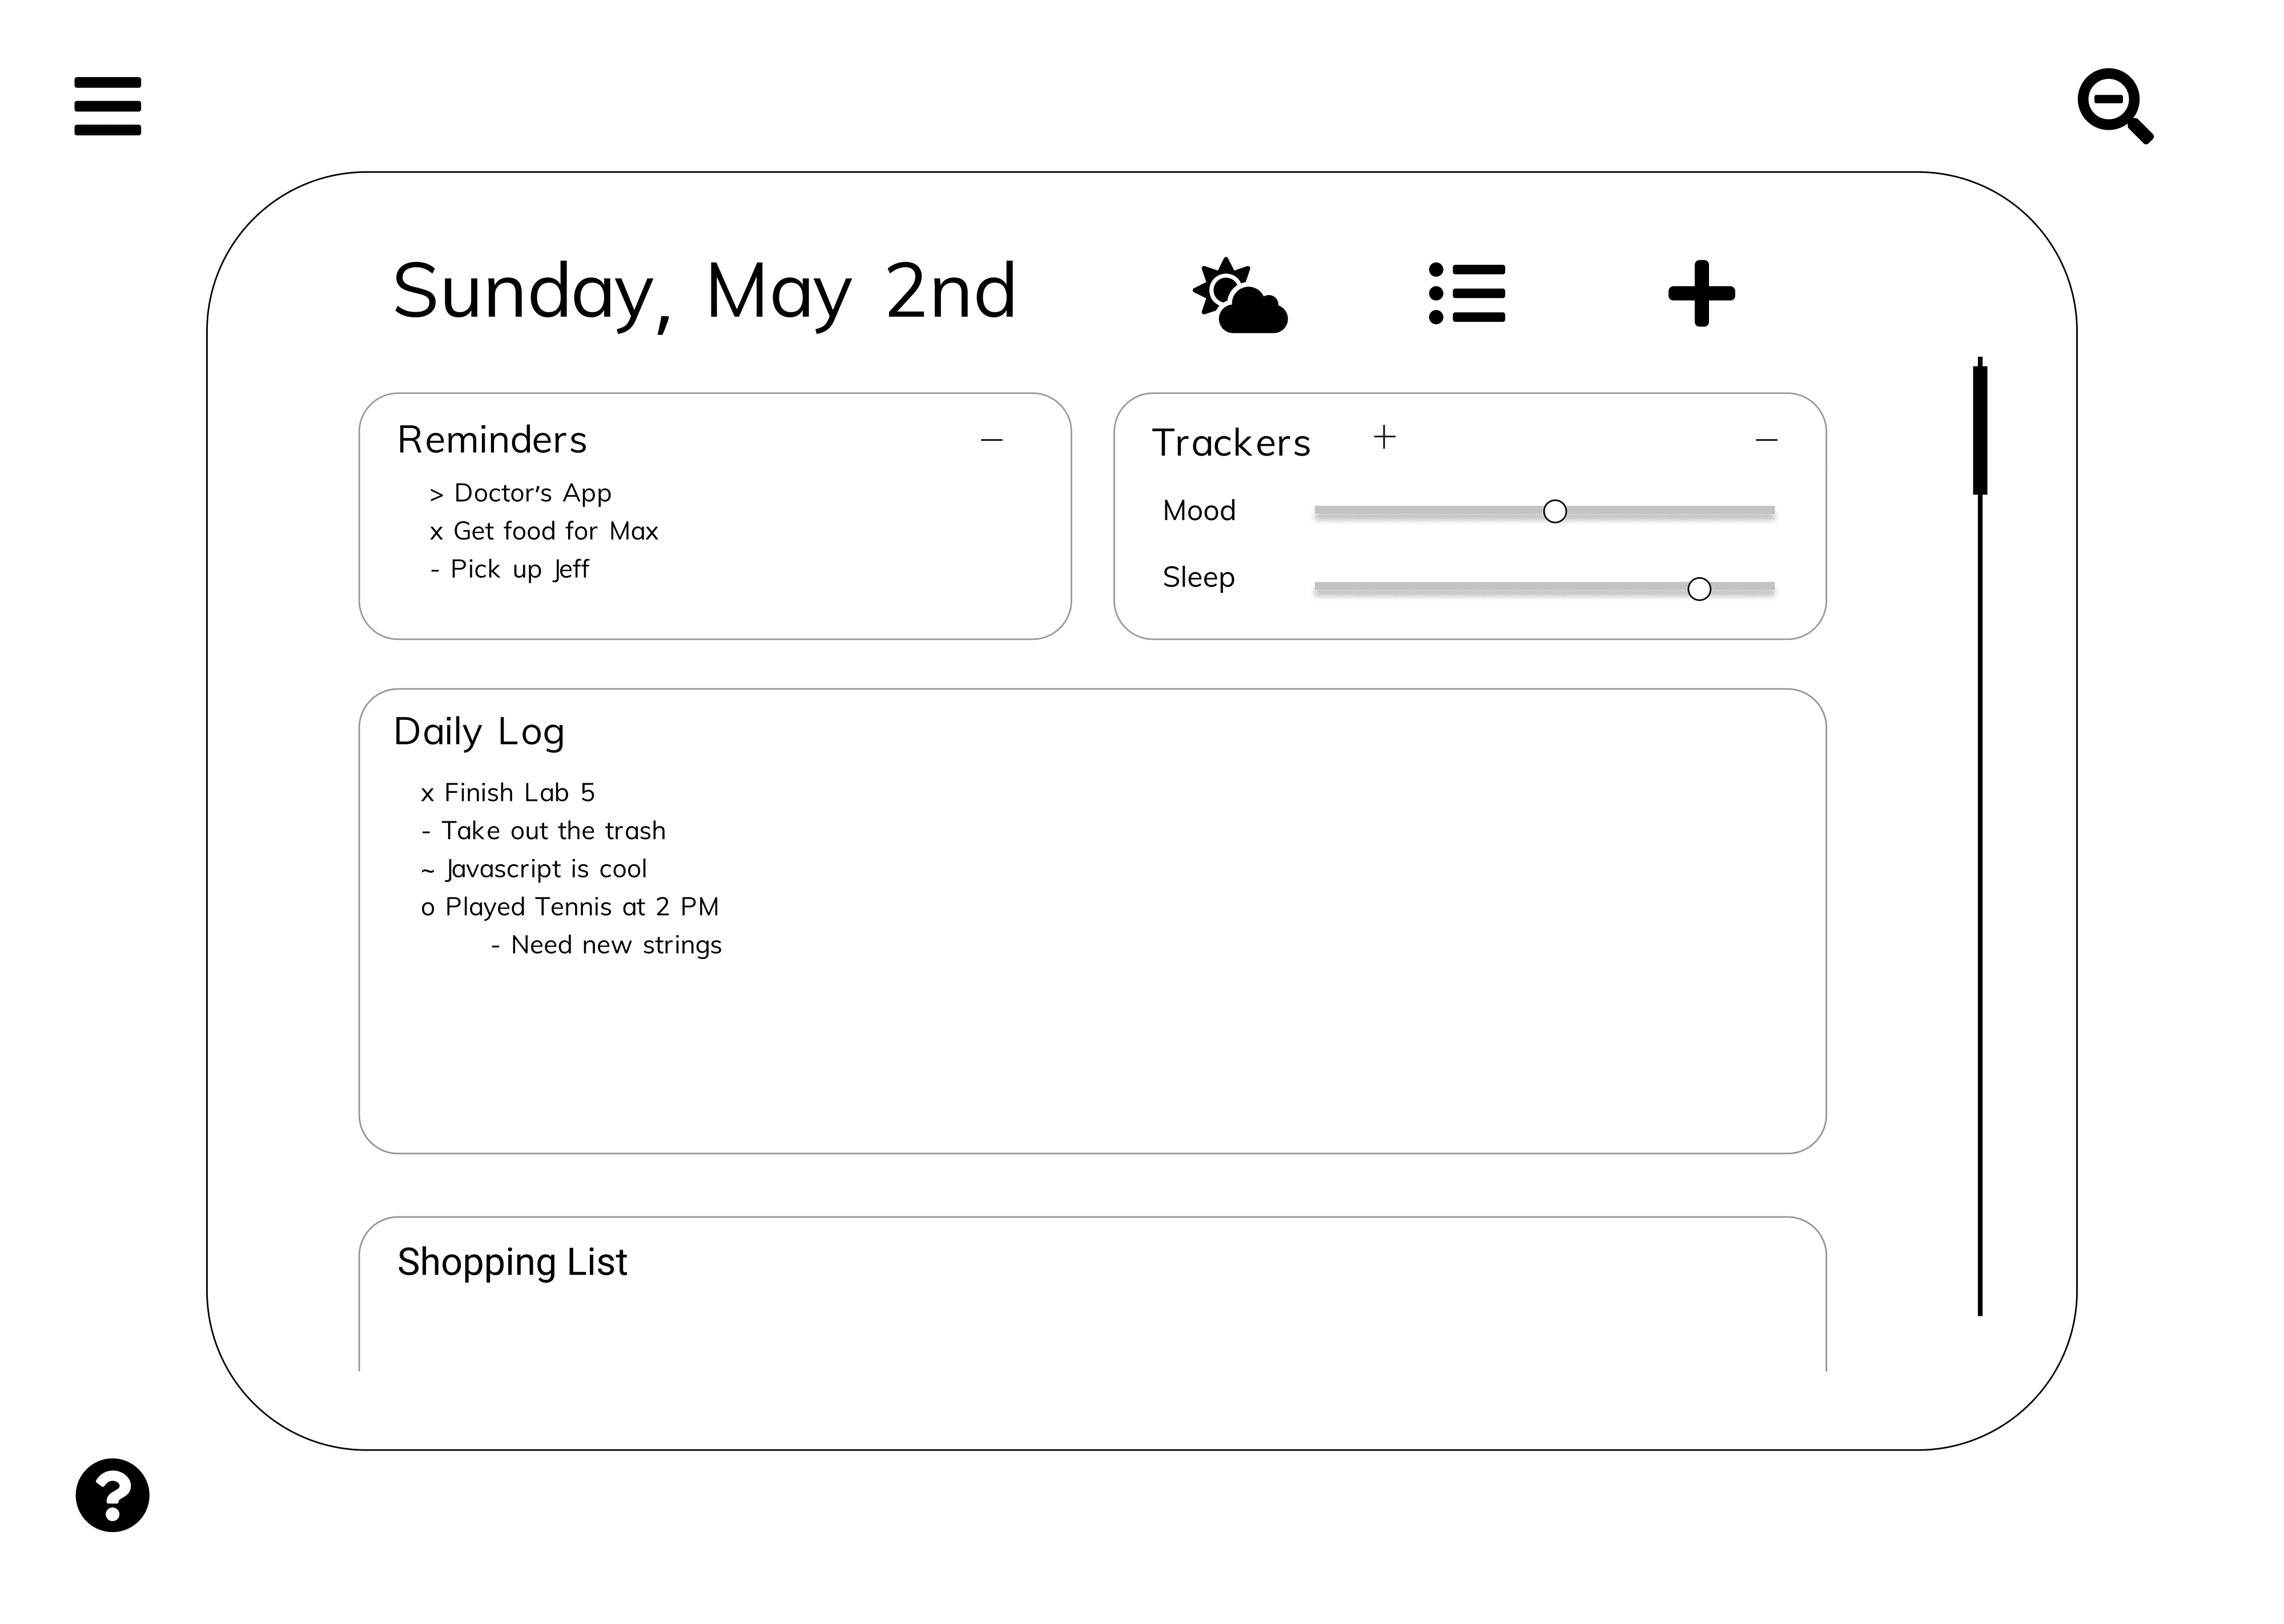 Sunday, May 2nd
Reminders
> Doctor's App
x Get food for Max
- Pick up Jeff
Trackers
Mood
Sleep
Daily Log
x Finish Lab 5
- Take out the trash
~ Javascript is cool
o Played Tennis at 2 PM
- Need new strings
Shopping List